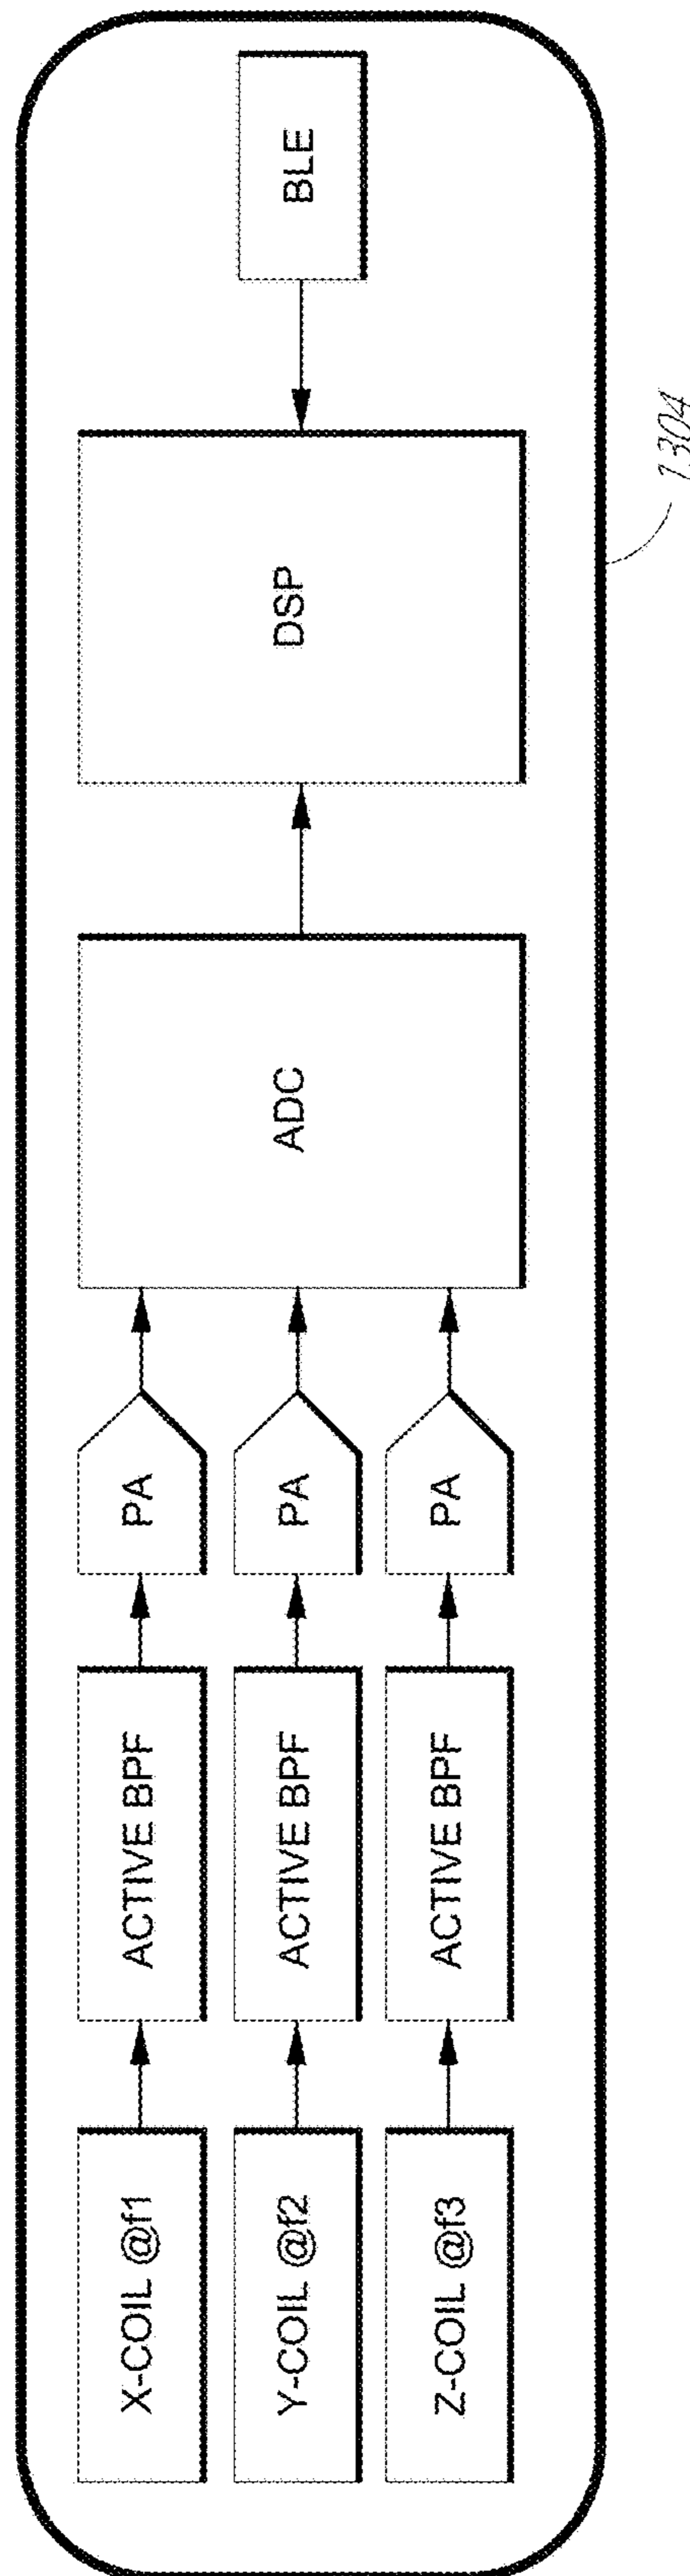 X-COIL @f1
ACTIVE BPF
PA
Y-COIL @f2
ACTIVE BPF
PA
Z-COIL @f3
ACTIVE BPF
PA
ADC
DSP
BLE
1304